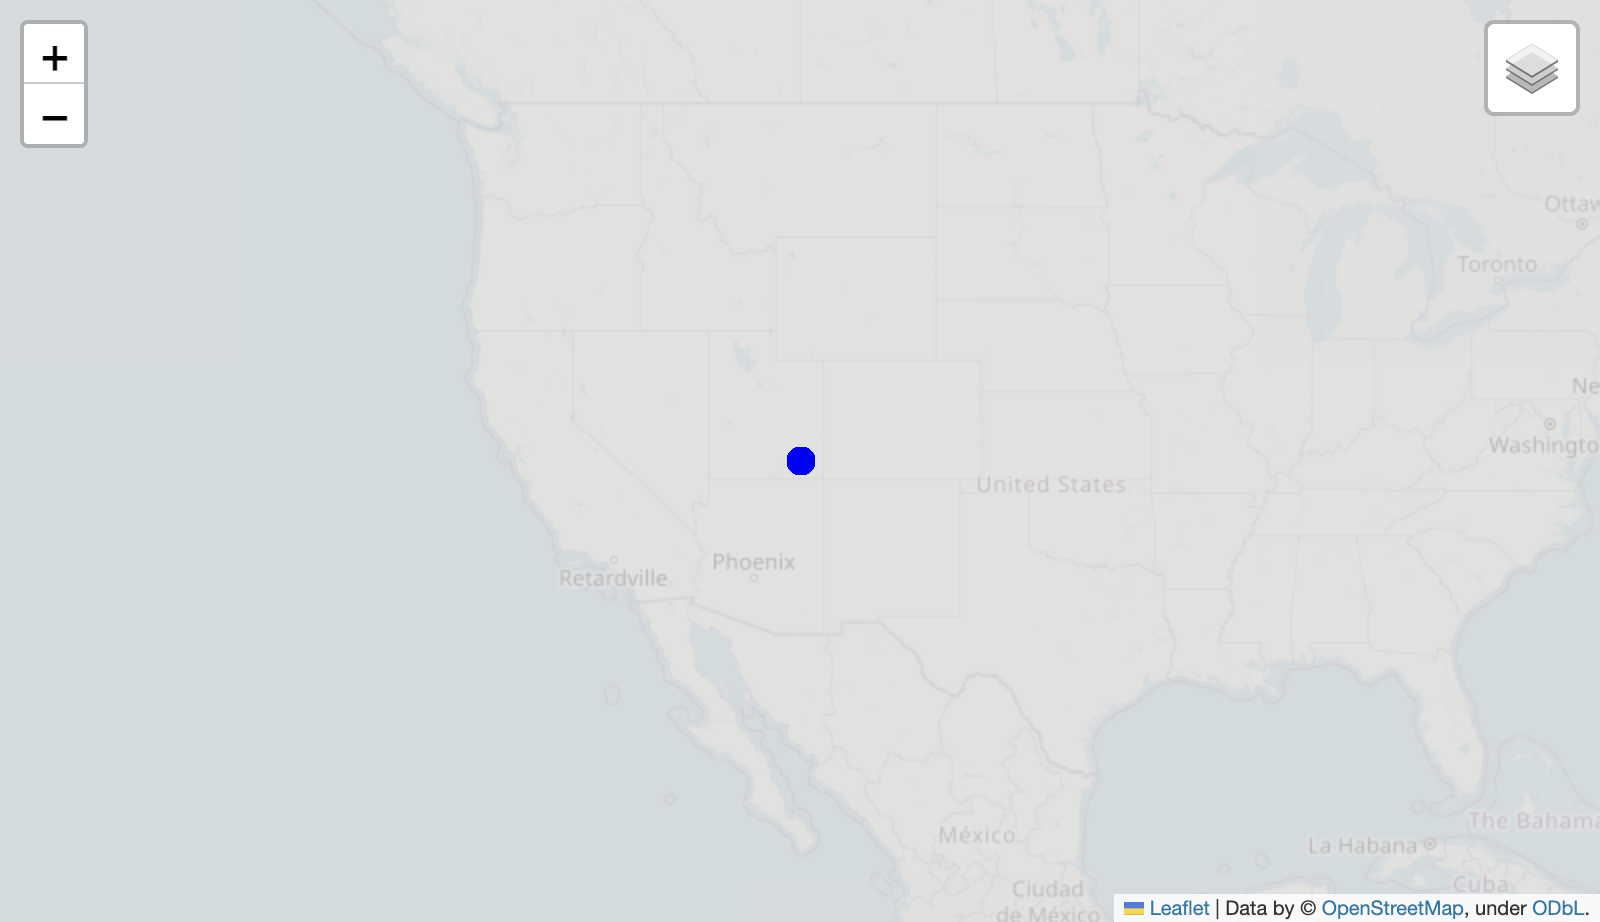 +
−
Ottaw
Toronto
Ne
Washingto
United States
Phoenix
Retardville
México
The Bahama
La Habana
Cuba
Ciudad
de México
Leaflet | Data by © OpenStreetMap, under ODbL.